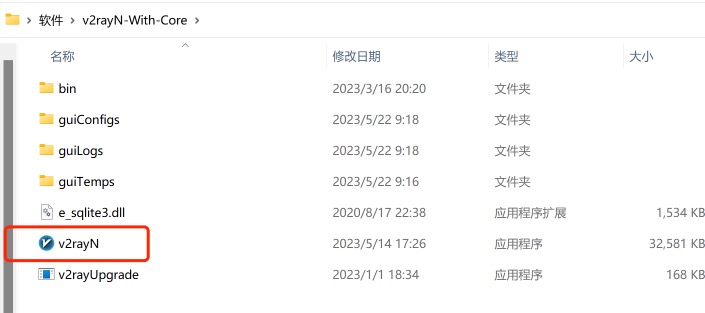 软件 › v2rayN-With-Core ›
名称 修改日期 类型 大小
bin 2023/3/16 20:20 文件夹
guiConfigs 2023/5/22 9:18 文件夹
guiLogs 2023/5/22 9:18 文件夹
guiTemps 2023/5/22 9:16 文件夹
e_sqlite3.dll 2020/8/17 22:38 应用程序扩展 1,534 KB
v2rayN 2023/5/14 17:26 应用程序 32,581 KB
v2rayUpgrade 2023/1/1 18:34 应用程序 168 KB